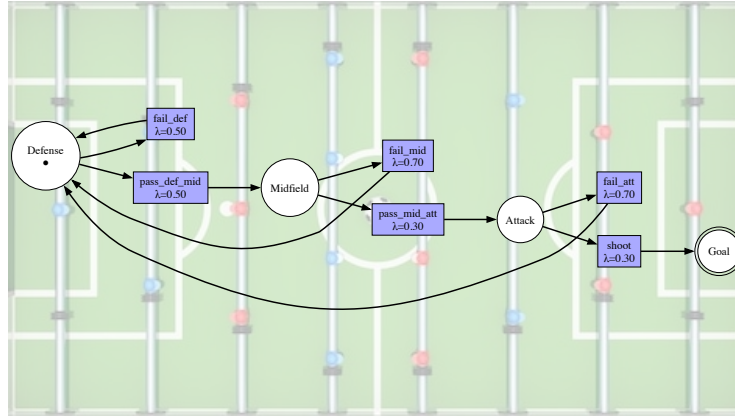 fail_def
λ=0.50
Defense
pass_def_mid
λ=0.50
fail_mid
λ=0.70
Midfield
pass_mid_att
λ=0.30
fail_att
λ=0.70
Attack
shoot
λ=0.30
Goal